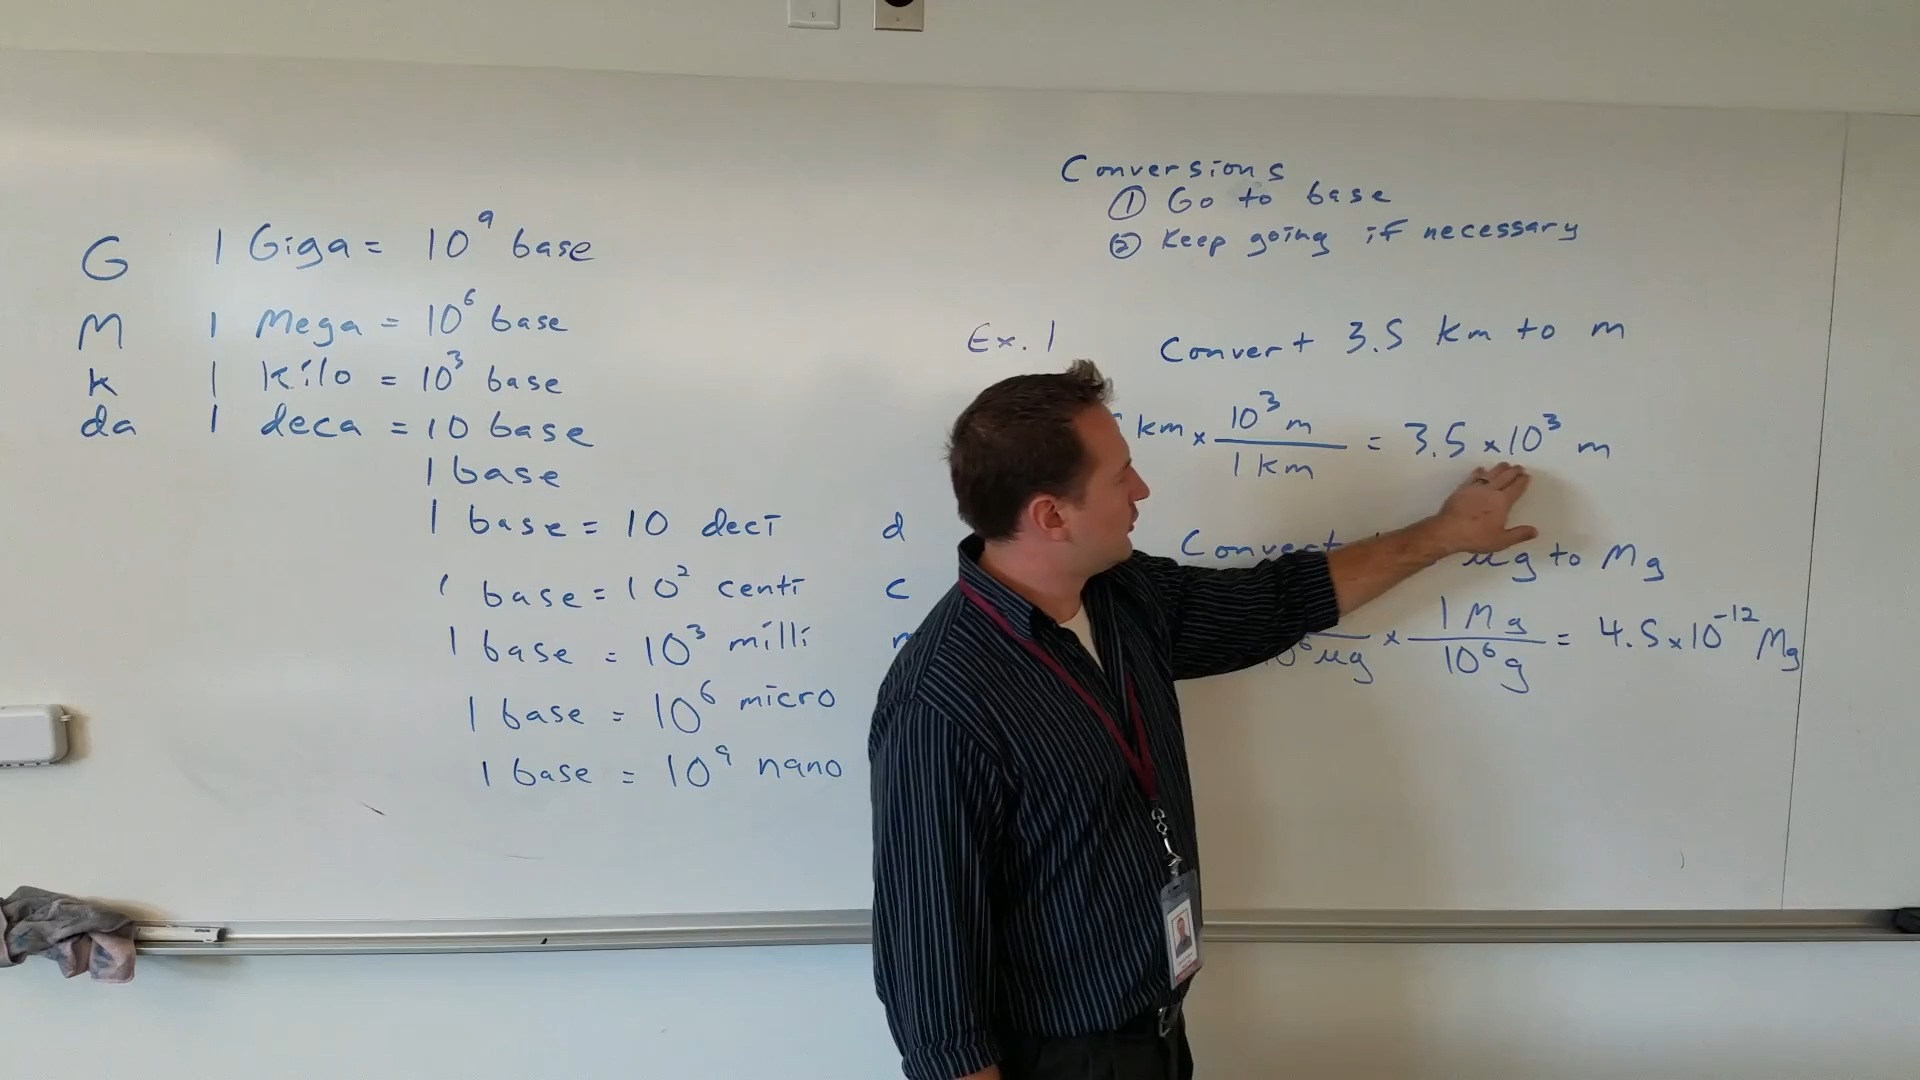 G 1 Giga = 10⁹ base
M 1 Mega = 10⁶ base
k 1 kilo = 10³ base
da 1 deca = 10 base
1 base
1 base = 10 deci d
1 base = 10² centi c
1 base = 10³ milli m
1 base = 10⁶ micro
1 base = 10⁹ nano
Conversions
① Go to base
② Keep going if necessary
Ex. 1 Convert 3.5 km to m
km × 10³ m / 1 km = 3.5 × 10³ m
Convert µg to Mg
10⁶ µg × 1 Mg / 10⁶ g = 4.5 × 10⁻¹² Mg